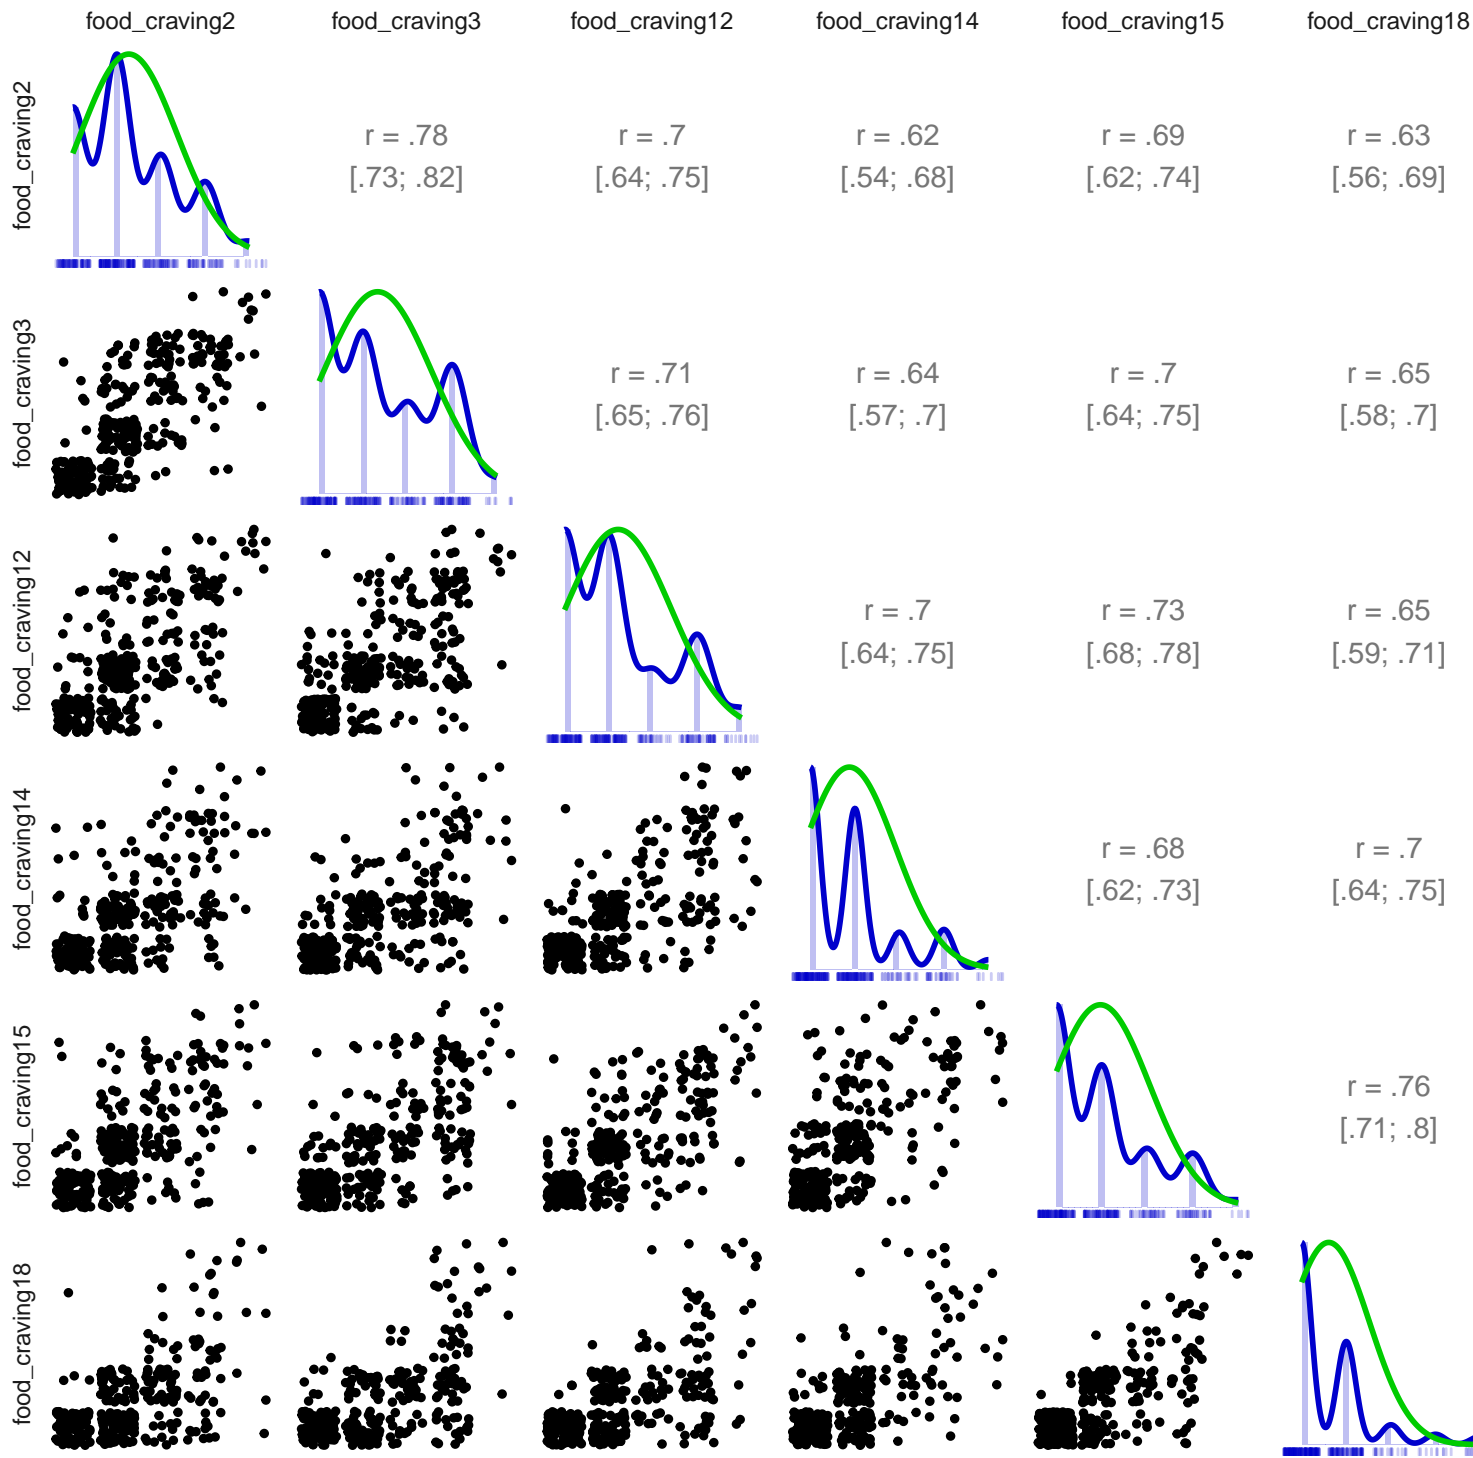 food_craving2 food_craving3 food_craving12 food_craving14 food_craving15 food_craving18
food_craving2
r = .78 r = .7 r = .62 r = .69 r = .63
[.73; .82] [.64; .75] [.54; .68] [.62; .74] [.56; .69]
food_craving3
r = .71 r = .64 r = .7 r = .65
[.65; .76] [.57; .7] [.64; .75] [.58; .7]
food_craving12
r = .7 r = .73 r = .65
[.64; .75] [.68; .78] [.59; .71]
food_craving14
r = .68 r = .7
[.62; .73] [.64; .75]
food_craving15
r = .76
[.71; .8]
food_craving18